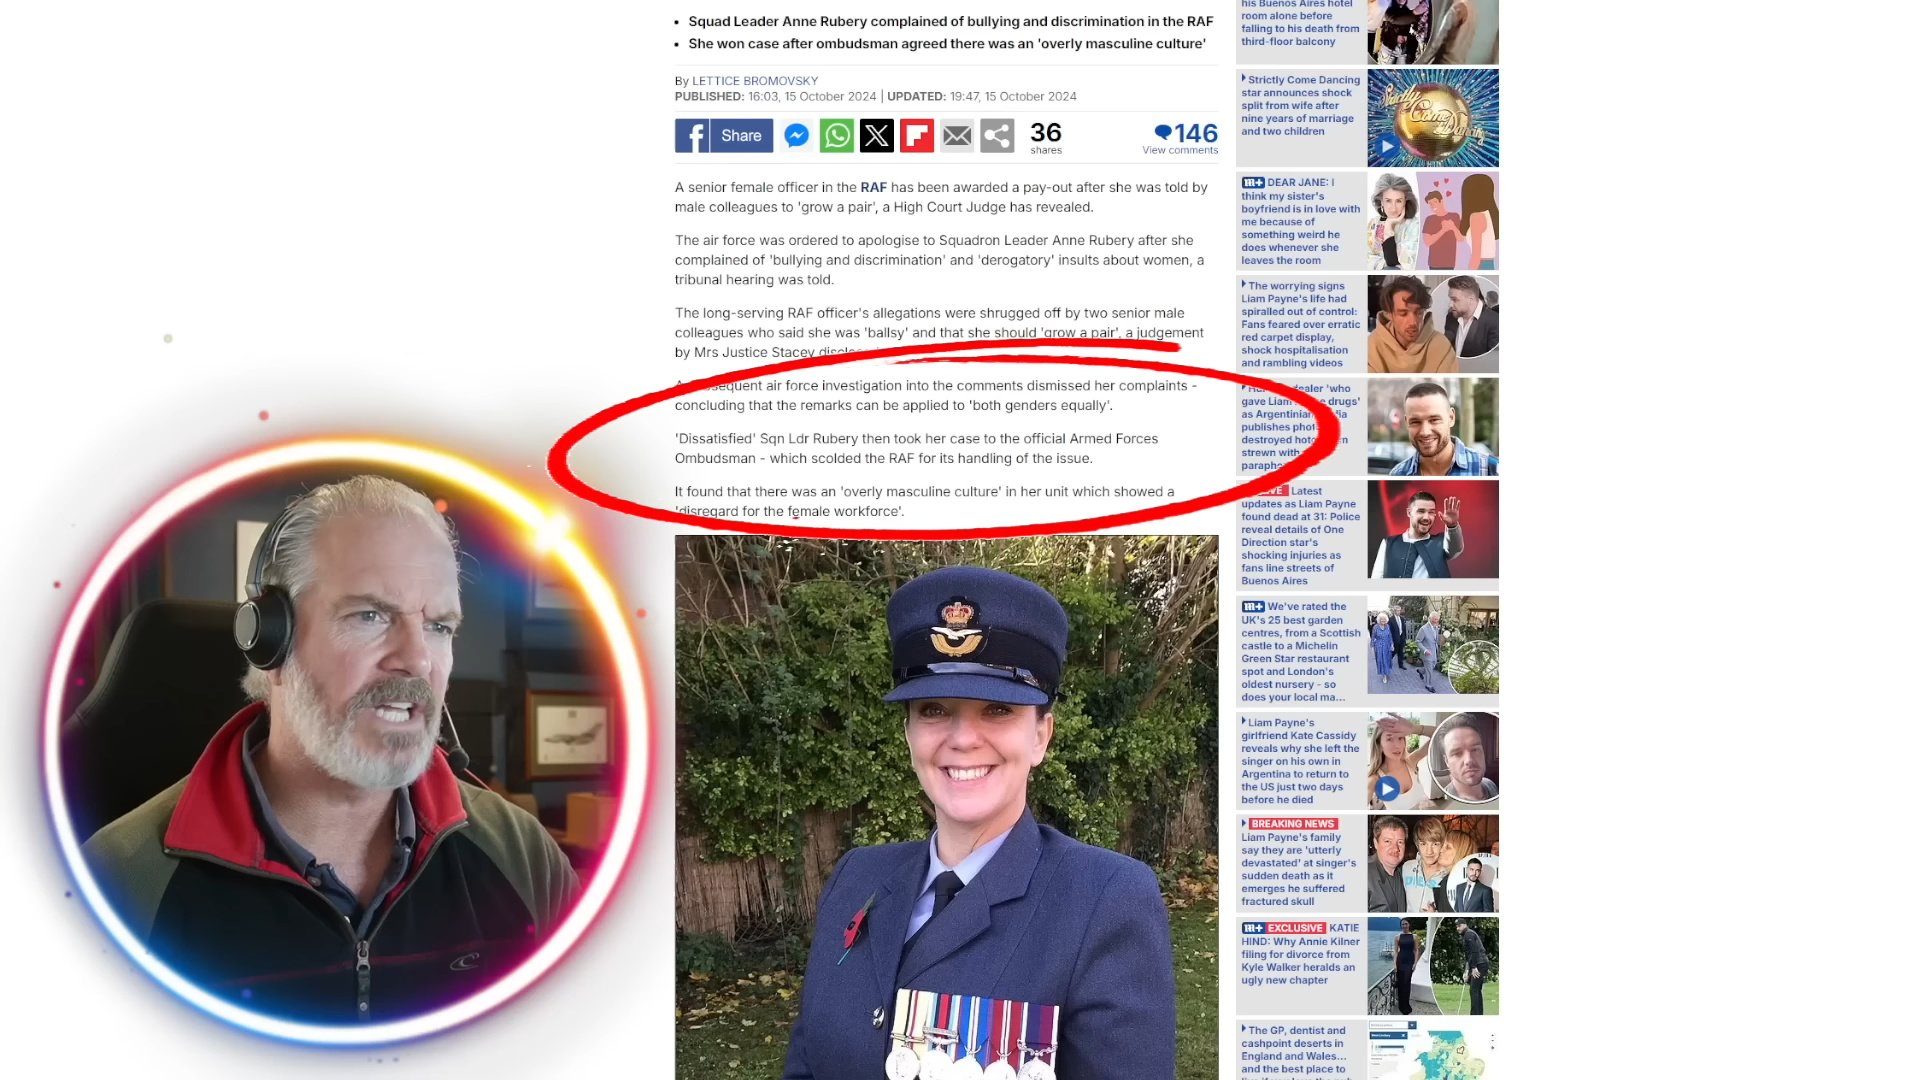 Squad Leader Anne Rubery complained of bullying and discrimination in the RAF
She won case after ombudsman agreed there was an 'overly masculine culture'
By LETTICE BROMOVSKY
PUBLISHED: 16:03, 15 October 2024 | UPDATED: 19:47, 15 October 2024
Share
36
shares
146
View comments
A senior female officer in the RAF has been awarded a pay-out after she was told by
male colleagues to 'grow a pair', a High Court Judge has revealed.
The air force was ordered to apologise to Squadron Leader Anne Rubery after she
complained of 'bullying and discrimination' and 'derogatory' insults about women, a
tribunal hearing was told.
The long-serving RAF officer's allegations were shrugged off by two senior male
colleagues who said she was 'ballsy' and that she should 'grow a pair', a judgement
by Mrs Justice Stacey
air force investigation into the comments dismissed her complaints -
concluding that the remarks can be applied to 'both genders equally'.
'Dissatisfied' Sqn Ldr Rubery then took her case to the official Armed Forces
Ombudsman - which scolded the RAF for its handling of the issue.
It found that there was an 'overly masculine culture' in her unit which showed a
'disregard for the female workforce'.
his Buenos Aires hotel
room alone before
falling to his death from
third-floor balcony
Strictly Come Dancing
star announces shock
split from wife after
nine years of marriage
and two children
Strictly
Come
Dancing
m+ DEAR JANE: I
think my sister's
boyfriend is in love with
me because of
something weird he
does whenever she
leaves the room
The worrying signs
Liam Payne's life had
spiralled out of control:
Fans feared over erratic
red carpet display,
shock hospitalisation
and rambling videos
dealer 'who
gave Liam drugs'
as Argentinian
publishes
destroyed
strewn with
Latest
updates as Liam Payne
found dead at 31: Police
reveal details of One
Direction star's
shocking injuries as
fans line streets of
Buenos Aires
m+ We've rated the
UK's 25 best garden
centres, from a Scottish
castle to a Michelin
Green Star restaurant
spot and London's
oldest nursery - so
does your local ma...
Liam Payne's
girlfriend Kate Cassidy
reveals why she left the
singer on his own in
Argentina to return to
the US just two days
before he died
BREAKING NEWS
Liam Payne's family
say they are 'utterly
devastated' at singer's
sudden death as it
emerges he suffered
fractured skull
m+ EXCLUSIVE KATIE
HIND: Why Annie Kilner
filing for divorce from
Kyle Walker heralds an
ugly new chapter
The GP, dentist and
cashpoint deserts in
England and Wales...
and the best place to